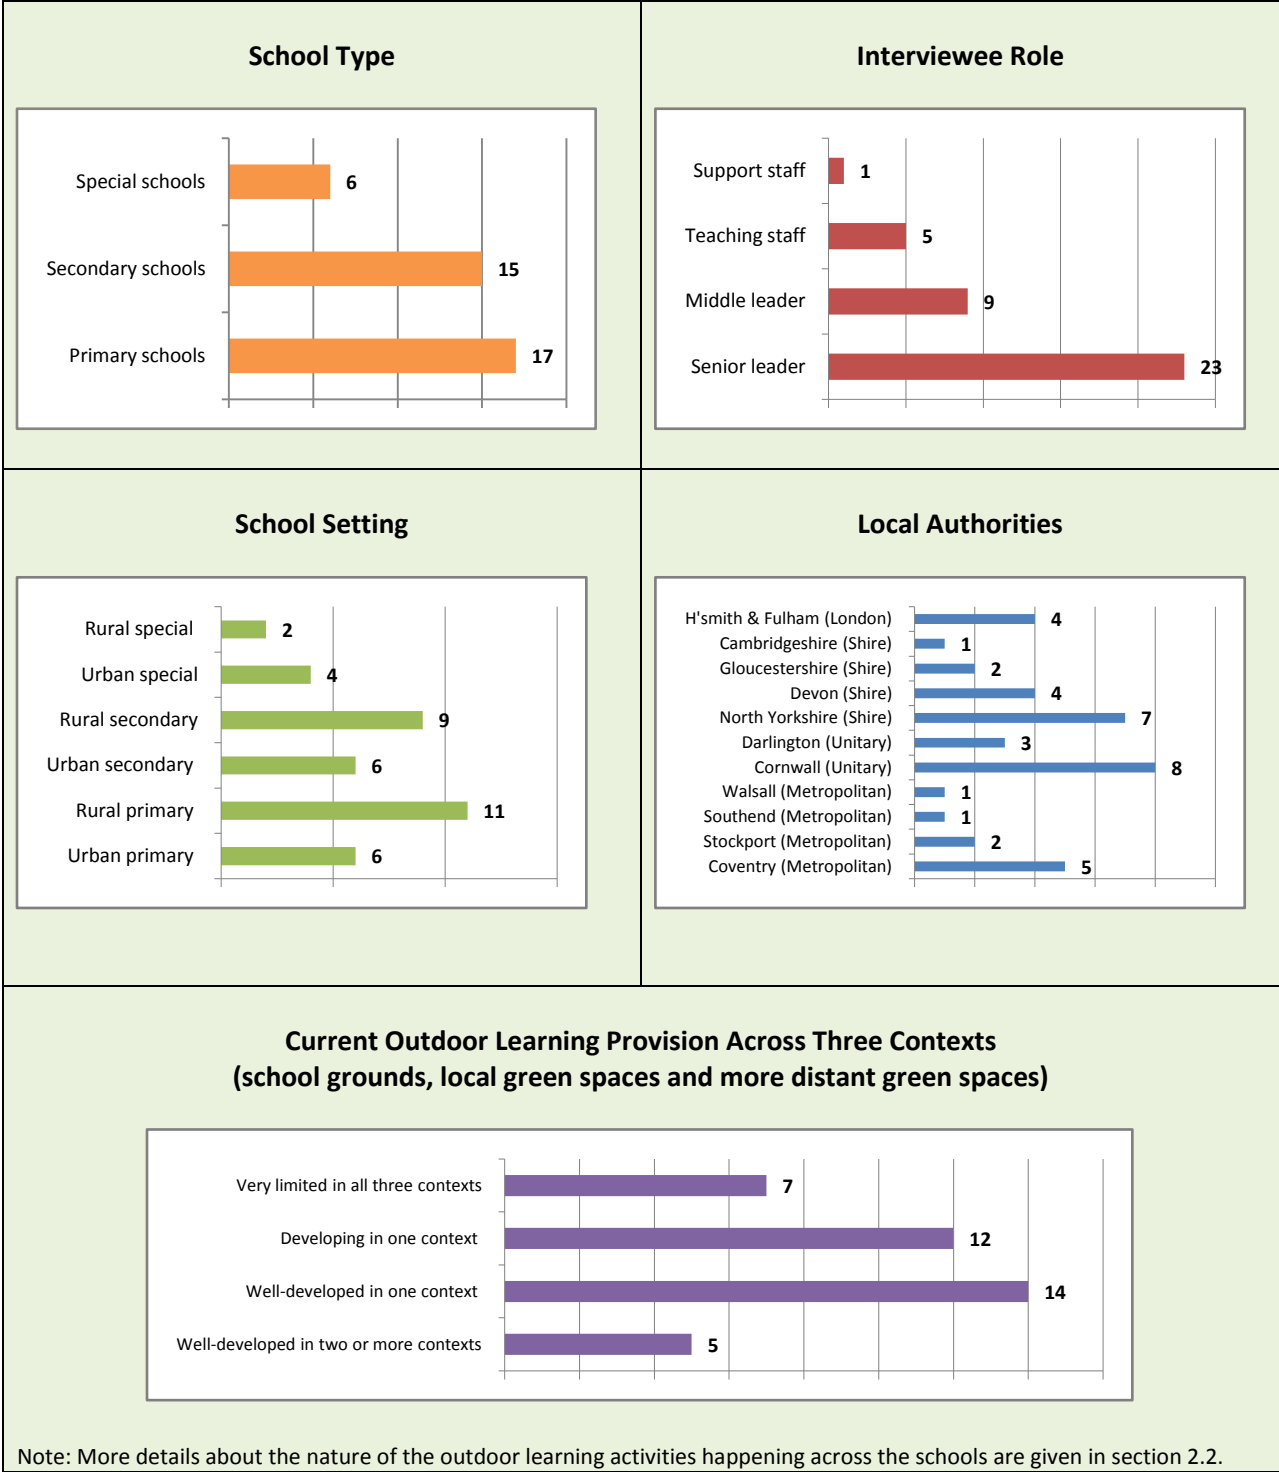 School Type
Special schools 6
Secondary schools 15
Primary schools 17
Interviewee Role
Support staff 1
Teaching staff 5
Middle leader 9
Senior leader 23
School Setting
Rural special 2
Urban special 4
Rural secondary 9
Urban secondary 6
Rural primary 11
Urban primary 6
Local Authorities
H'smith & Fulham (London) 4
Cambridgeshire (Shire) 1
Gloucestershire (Shire) 2
Devon (Shire) 4
North Yorkshire (Shire) 7
Darlington (Unitary) 3
Cornwall (Unitary) 8
Walsall (Metropolitan) 1
Southend (Metropolitan) 1
Stockport (Metropolitan) 2
Coventry (Metropolitan) 5
Current Outdoor Learning Provision Across Three Contexts
(school grounds, local green spaces and more distant green spaces)
Very limited in all three contexts 7
Developing in one context 12
Well-developed in one context 14
Well-developed in two or more contexts 5
Note: More details about the nature of the outdoor learning activities happening across the schools are given in section 2.2.